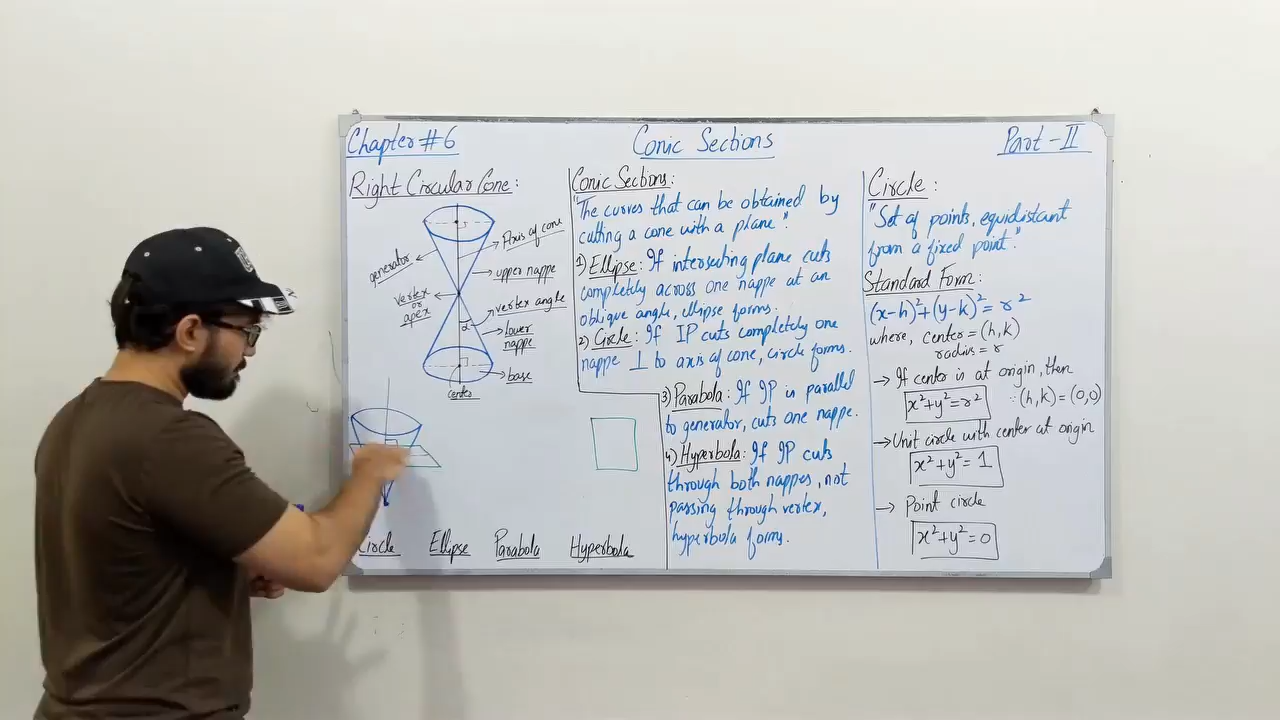 Chapter #6
Conic Sections
Part - II
Right Circular Cone:
Axis of cone
generator
upper nappe
vertex
or
apex
vertex angle
α
lower
nappe
base
center
Circle
Ellipse
Parabola
Hyperbola
Conic Sections:
"The curves that can be obtained by
cutting a cone with a plane".
1) Ellipse: If intersecting plane cuts
completely across one nappe at an
oblique angle, ellipse forms.
2) Circle: If IP cuts completely one
nappe ⊥ to axis of cone, circle forms.
3) Parabola: If IP is parallel
to generator, cuts one nappe.
4) Hyperbola: If IP cuts
through both nappes, not
passing through vertex,
hyperbola forms.
Circle:
"Set of points, equidistant
from a fixed point."
Standard Form:
(x-h)²+(y-k)² = r²
where, center = (h,k)
radius = r
→ If center is at origin, then
x²+y²=r² ∵ (h,k)=(0,0)
→ Unit circle with center at origin
x²+y² = 1
→ Point circle
x²+y²=0